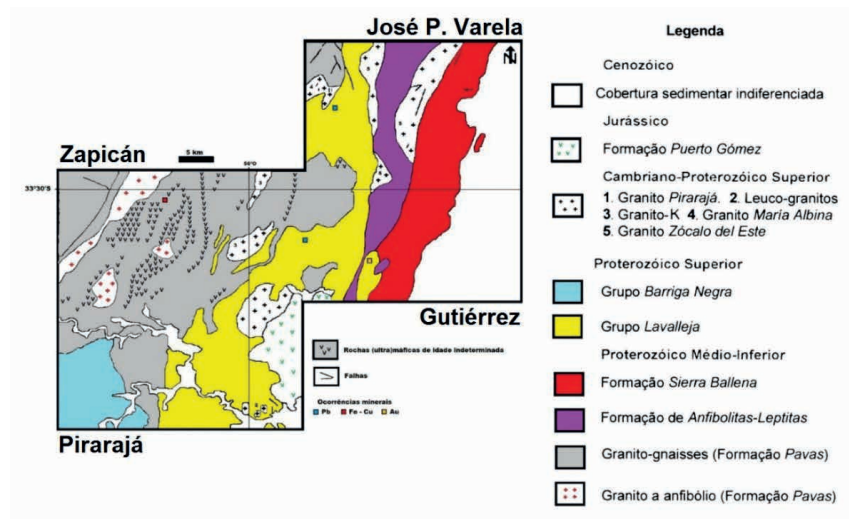 José P. Varela
N
Zapicán
5 km
33º30'S
Gutiérrez
Pirarajá
Rochas (ultra)máficas de idade indeterminada
Falhas
Ocorrências minerais
Pb Fe - Cu Au
Legenda
Cenozóico
Cobertura sedimentar indiferenciada
Jurássico
Formação Puerto Gómez
Cambriano-Proterozóico Superior
1. Granito Pirarajá. 2. Leuco-granitos
3. Granito-K 4. Granito Maria Albina
5. Granito Zócalo del Este
Proterozóico Superior
Grupo Barriga Negra
Grupo Lavalleja
Proterozóico Médio-Inferior
Formação Sierra Ballena
Formação de Anfibolitas-Leptitas
Granito-gnaisses (Formação Pavas)
Granito a anfibólio (Formação Pavas)